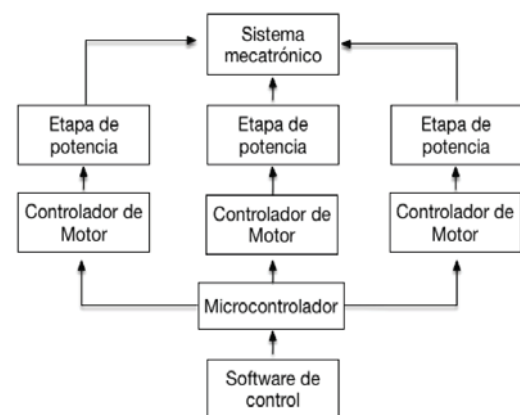 Sistema
mecatrónico
Etapa de
potencia
Etapa de
potencia
Etapa de
potencia
Controlador de
Motor
Controlador de
Motor
Controlador de
Motor
Microcontrolador
Software de
control